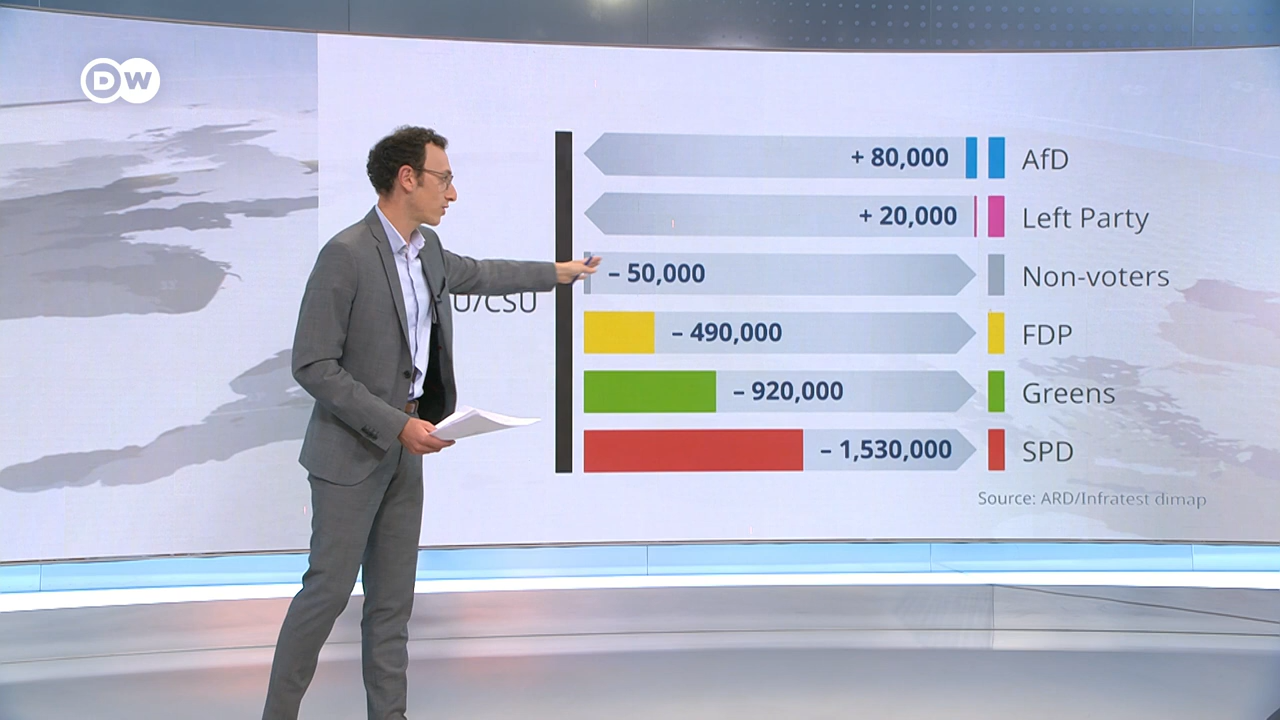 DW
+ 80,000 AfD
+ 20,000 Left Party
– 50,000 Non-voters
U/CSU
– 490,000 FDP
– 920,000 Greens
– 1,530,000 SPD
Source: ARD/Infratest dimap